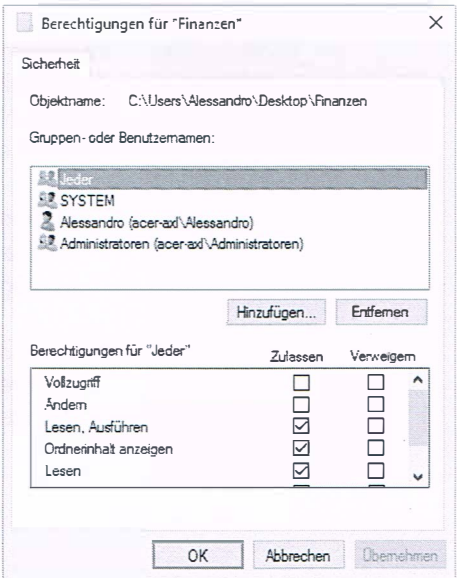 Berechtigungen für "Finanzen"
Sicherheit
Objektname: C:\Users\Alessandro\Desktop\Finanzen
Gruppen- oder Benutzernamen:
Jeder
SYSTEM
Alessandro (acer-axl\Alessandro)
Administratoren (acer-axl\Administratoren)
Hinzufügen... Entfernen
Berechtigungen für "Jeder" Zulassen Verweigern
Vollzugriff
Ändern
Lesen, Ausführen
Ordnerinhalt anzeigen
Lesen
OK Abbrechen Übernehmen